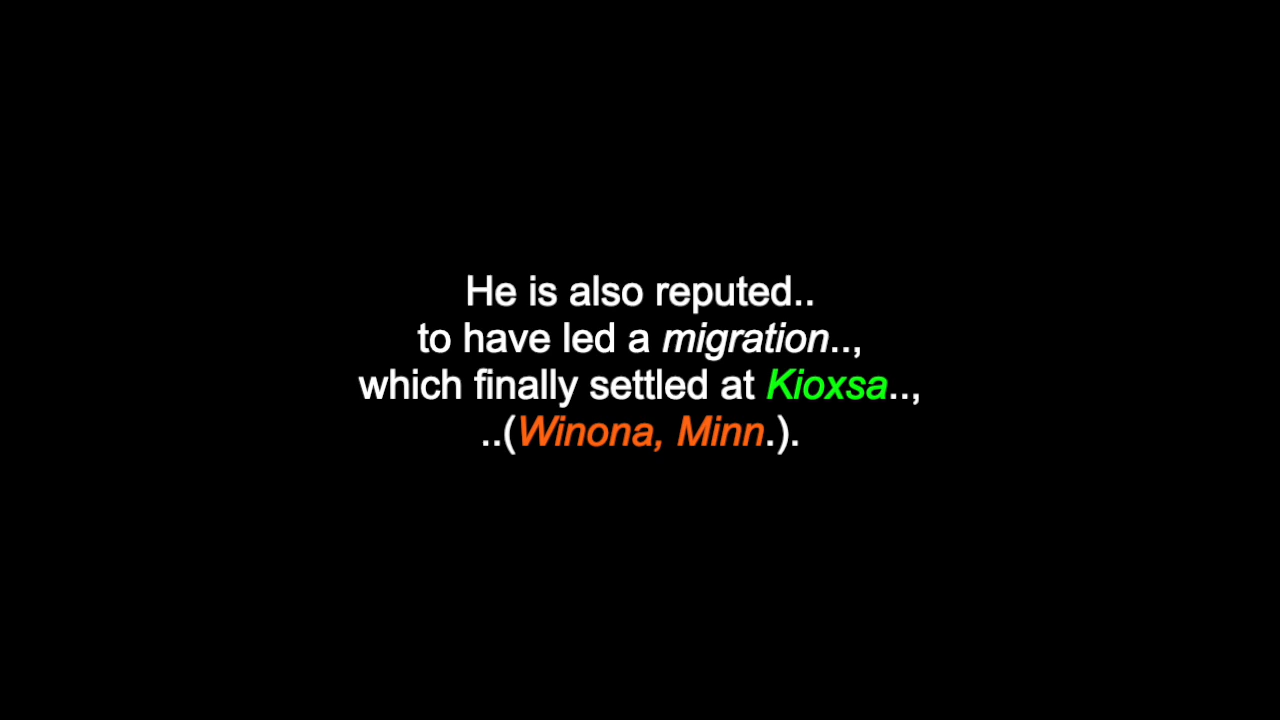 He is also reputed..
to have led a migration..,
which finally settled at Kioxsa..,
..(Winona, Minn.).